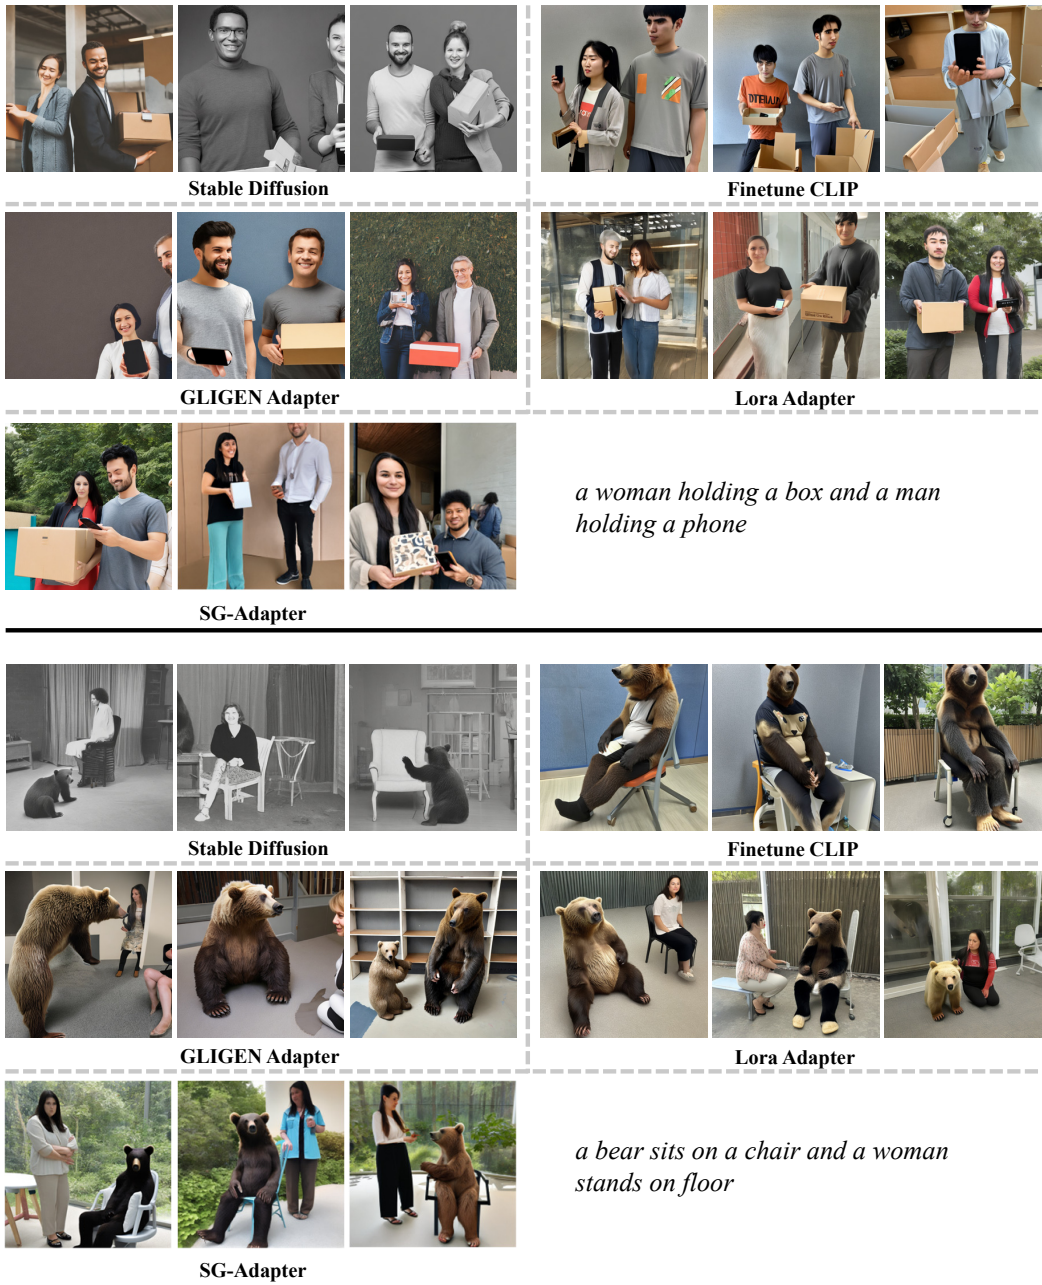 Stable Diffusion
Finetune CLIP
GLIGEN Adapter
Lora Adapter
a woman holding a box and a man
holding a phone
SG-Adapter
Stable Diffusion
Finetune CLIP
GLIGEN Adapter
Lora Adapter
a bear sits on a chair and a woman
stands on floor
SG-Adapter